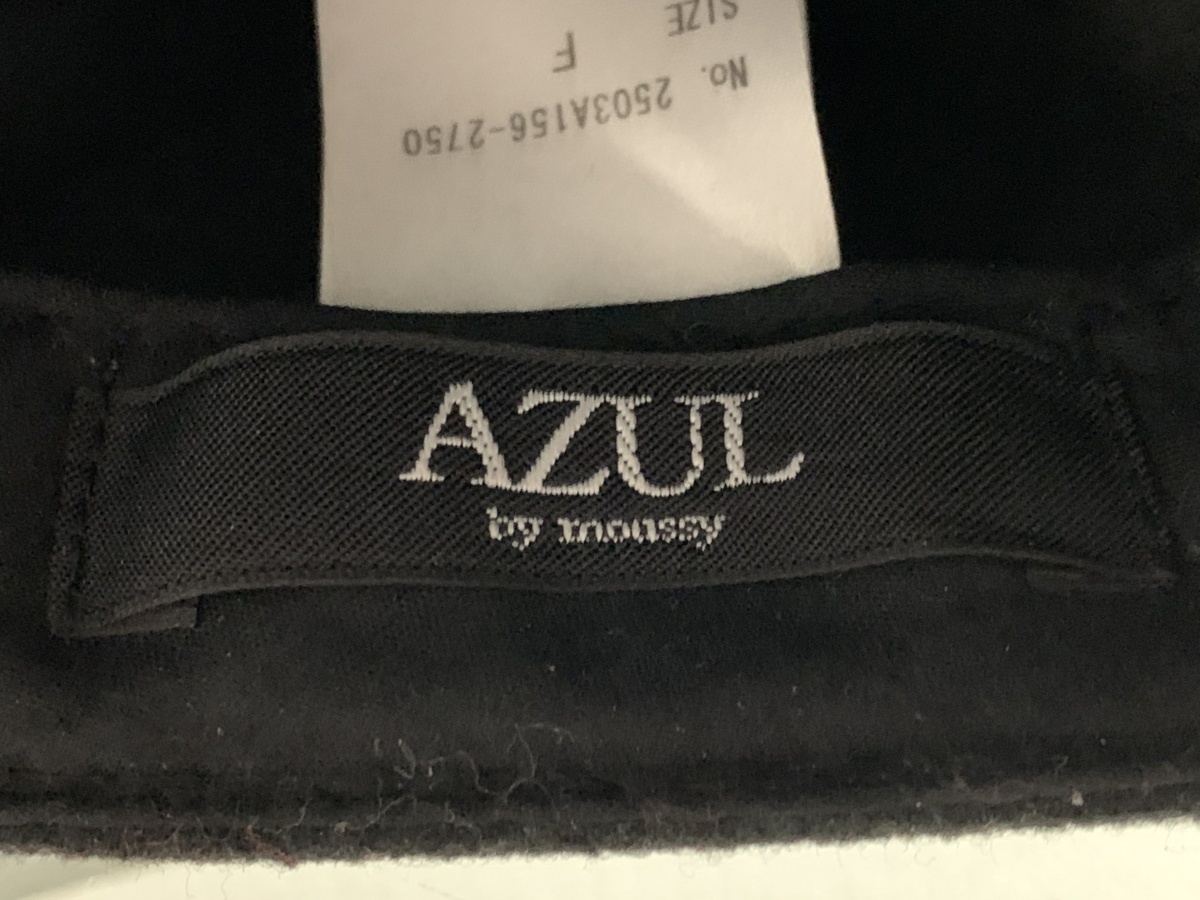 No. 2503A156-2750
SIZE F
AZUL
by moussy